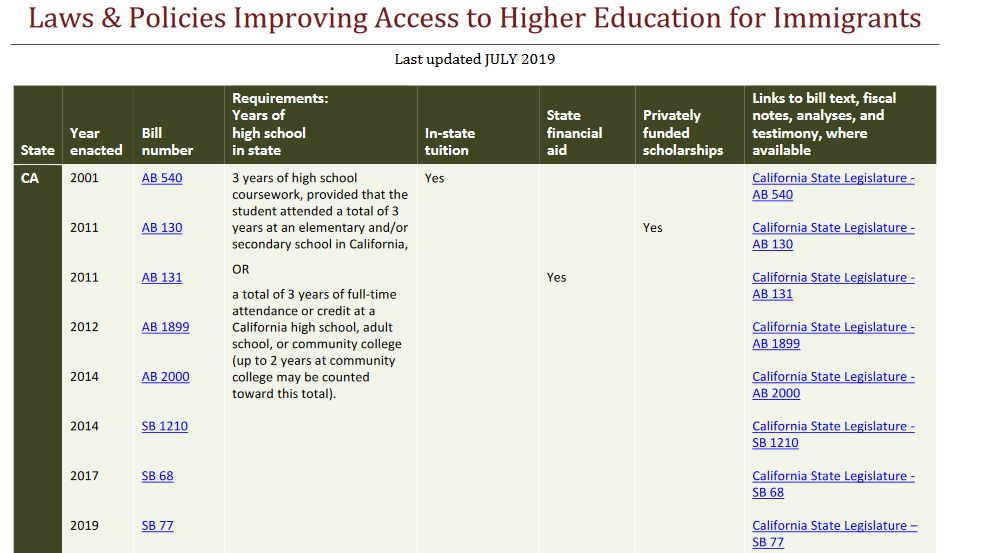 Laws & Policies Improving Access to Higher Education for Immigrants
Last updated JULY 2019
State
Year
enacted
Bill
number
Requirements:
Years of
high school
in state
In-state
tuition
State
financial
aid
Privately
funded
scholarships
Links to bill text, fiscal
notes, analyses, and
testimony, where
available
CA
2001
AB 540
3 years of high school
coursework, provided that the
student attended a total of 3
years at an elementary and/or
secondary school in California,
OR
a total of 3 years of full-time
attendance or credit at a
California high school, adult
school, or community college
(up to 2 years at community
college may be counted
toward this total).
Yes
California State Legislature -
AB 540
2011
AB 130
Yes
California State Legislature -
AB 130
2011
AB 131
Yes
California State Legislature -
AB 131
2012
AB 1899
California State Legislature -
AB 1899
2014
AB 2000
California State Legislature -
AB 2000
2014
SB 1210
California State Legislature -
SB 1210
2017
SB 68
California State Legislature -
SB 68
2019
SB 77
California State Legislature –
SB 77